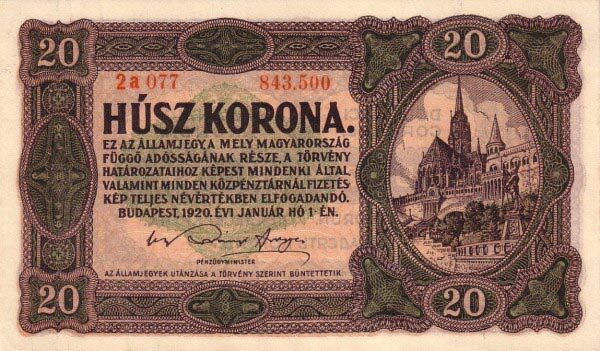 20
20
2a 077 843.500
HÚSZ KORONA.
EZ AZ ÁLLAMJEGY, A MELY MAGYARORSZÁG
FÜGGŐ ADÓSSÁGÁNAK RÉSZE, A TÖRVÉNY
HATÁROZATAIHOZ KÉPEST MINDENKI ÁLTAL,
VALAMINT MINDEN KÖZPÉNZTÁRNÁL FIZETÉS
KÉP TELJES NÉVÉRTÉKBEN ELFOGADANDÓ.
BUDAPEST, 1920. ÉVI JANUÁR HÓ 1-ÉN.
PÉNZÜGYMINISTER
AZ ÁLLAMJEGYEK UTÁNZÁSA A TÖRVÉNY SZERINT BÜNTETTETIK.
20
20